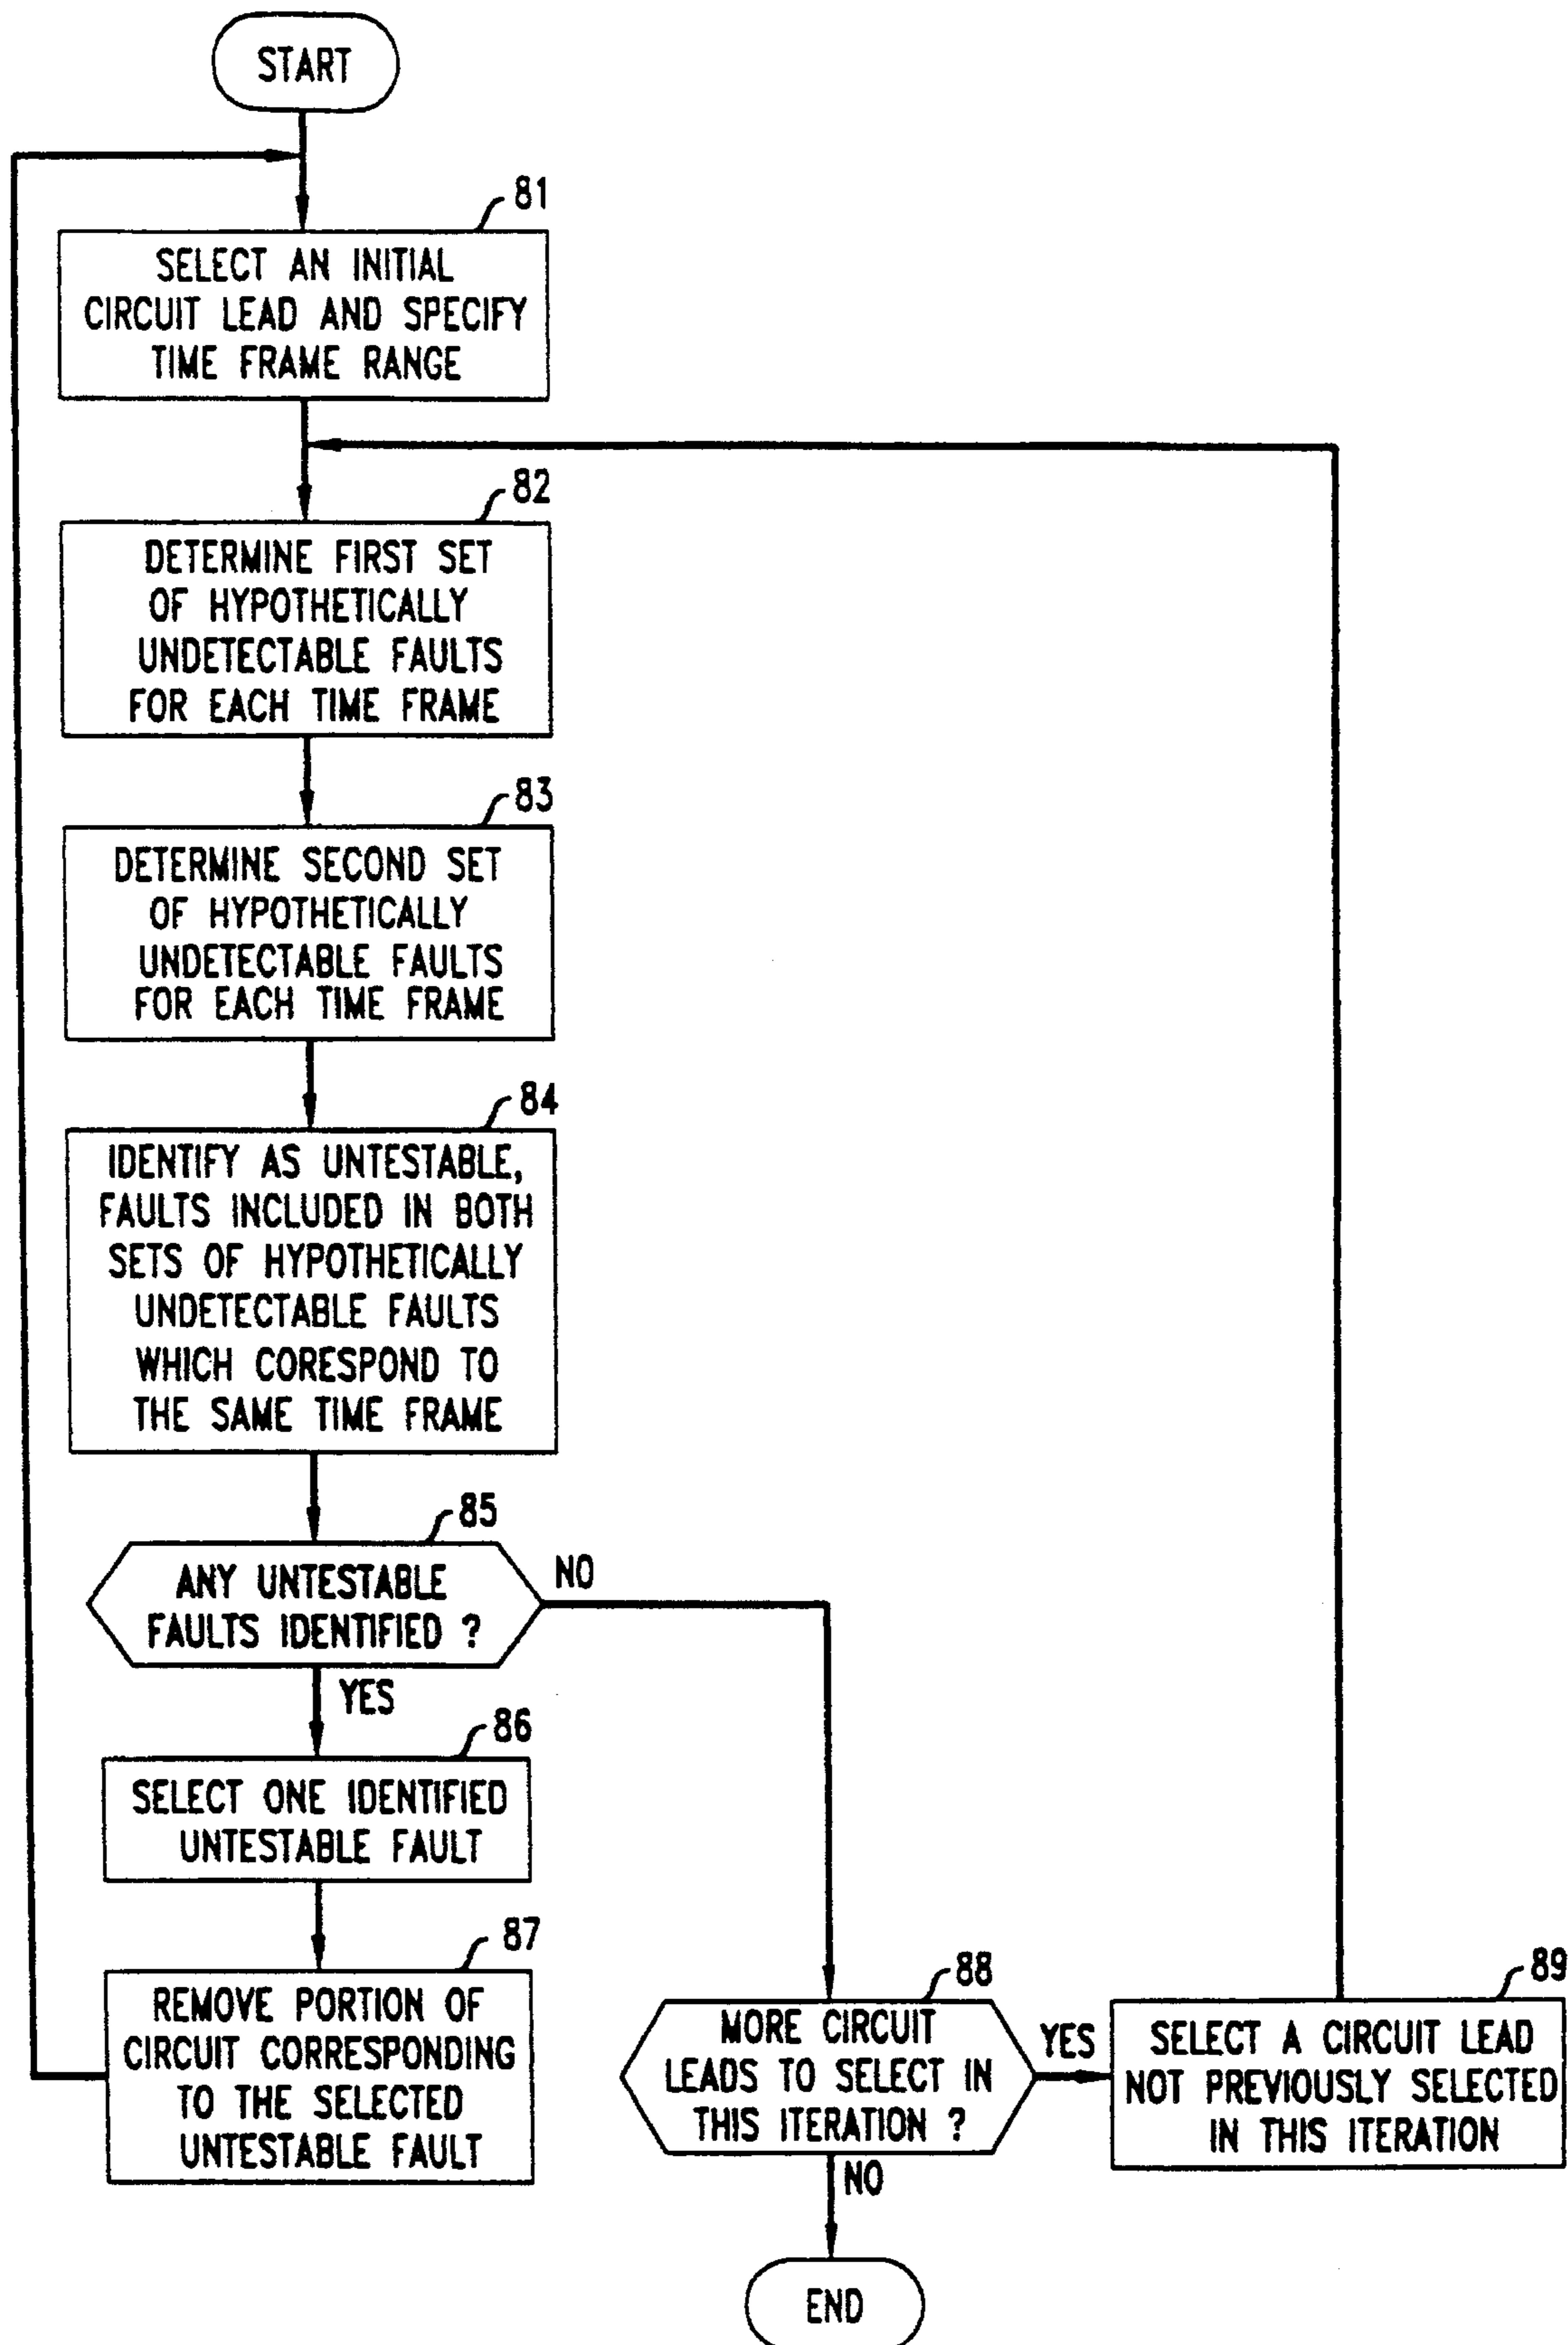 START
81
SELECT AN INITIAL
CIRCUIT LEAD AND SPECIFY
TIME FRAME RANGE
82
DETERMINE FIRST SET
OF HYPOTHETICALLY
UNDETECTABLE FAULTS
FOR EACH TIME FRAME
83
DETERMINE SECOND SET
OF HYPOTHETICALLY
UNDETECTABLE FAULTS
FOR EACH TIME FRAME
84
IDENTIFY AS UNTESTABLE,
FAULTS INCLUDED IN BOTH
SETS OF HYPOTHETICALLY
UNDETECTABLE FAULTS
WHICH CORESPOND TO
THE SAME TIME FRAME
85
ANY UNTESTABLE
FAULTS IDENTIFIED ?
NO
YES
86
SELECT ONE IDENTIFIED
UNTESTABLE FAULT
87
REMOVE PORTION OF
CIRCUIT CORRESPONDING
TO THE SELECTED
UNTESTABLE FAULT
88
MORE CIRCUIT
LEADS TO SELECT IN
THIS ITERATION ?
YES
NO
89
SELECT A CIRCUIT LEAD
NOT PREVIOUSLY SELECTED
IN THIS ITERATION
END